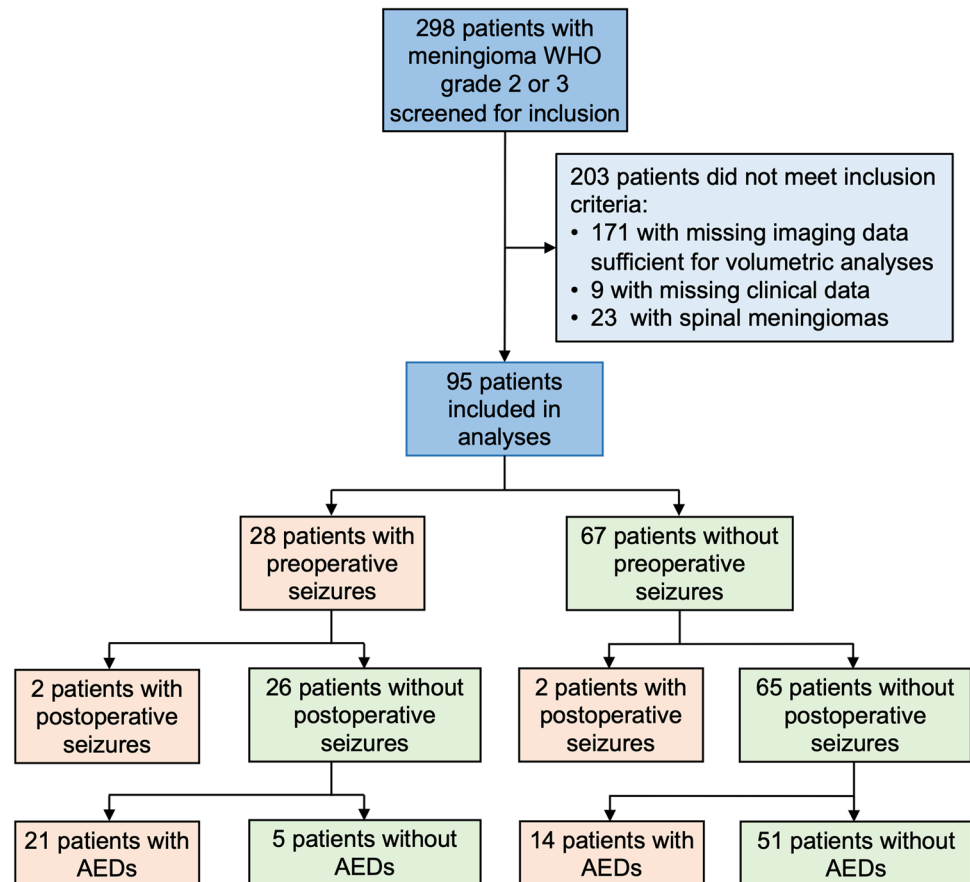 298 patients with
meningioma WHO
grade 2 or 3
screened for inclusion
203 patients did not meet inclusion
criteria:
• 171 with missing imaging data
sufficient for volumetric analyses
• 9 with missing clinical data
• 23 with spinal meningiomas
95 patients
included in
analyses
28 patients with
preoperative
seizures
67 patients without
preoperative
seizures
2 patients with
postoperative
seizures
26 patients without
postoperative
seizures
2 patients with
postoperative
seizures
65 patients without
postoperative
seizures
21 patients with
AEDs
5 patients without
AEDs
14 patients with
AEDs
51 patients without
AEDs